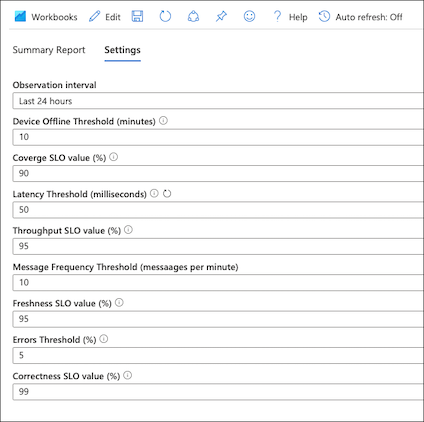 Workbooks Edit Help Auto refresh: Off
Summary Report Settings
Observation interval
Last 24 hours
Device Offline Threshold (minutes)
10
Coverge SLO value (%)
90
Latency Threshold (milliseconds)
50
Throughput SLO value (%)
95
Message Frequency Threshold (messaages per minute)
10
Freshness SLO value (%)
95
Errors Threshold (%)
5
Correctness SLO value (%)
99